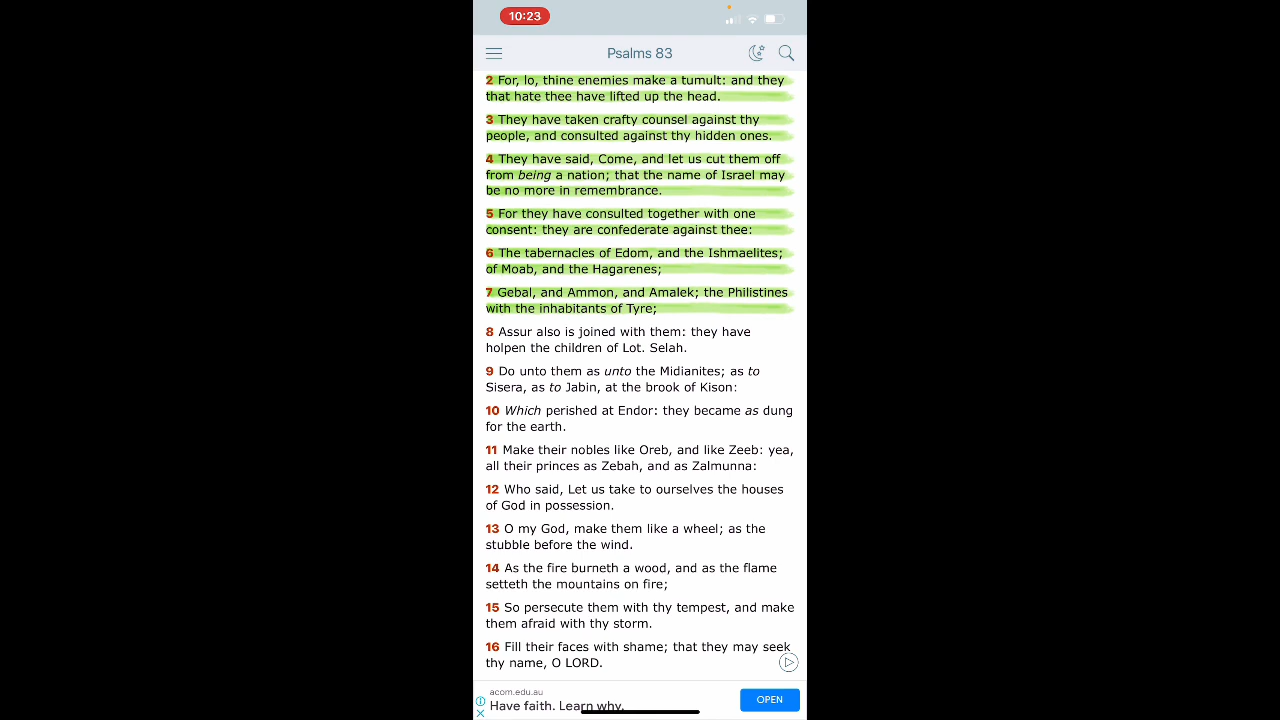 10:23
Psalms 83
2 For, lo, thine enemies make a tumult: and they
that hate thee have lifted up the head.
3 They have taken crafty counsel against thy
people, and consulted against thy hidden ones.
4 They have said, Come, and let us cut them off
from being a nation; that the name of Israel may
be no more in remembrance.
5 For they have consulted together with one
consent: they are confederate against thee:
6 The tabernacles of Edom, and the Ishmaelites;
of Moab, and the Hagarenes;
7 Gebal, and Ammon, and Amalek; the Philistines
with the inhabitants of Tyre;
8 Assur also is joined with them: they have
holpen the children of Lot. Selah.
9 Do unto them as unto the Midianites; as to
Sisera, as to Jabin, at the brook of Kison:
10 Which perished at Endor: they became as dung
for the earth.
11 Make their nobles like Oreb, and like Zeeb: yea,
all their princes as Zebah, and as Zalmunna:
12 Who said, Let us take to ourselves the houses
of God in possession.
13 O my God, make them like a wheel; as the
stubble before the wind.
14 As the fire burneth a wood, and as the flame
setteth the mountains on fire;
15 So persecute them with thy tempest, and make
them afraid with thy storm.
16 Fill their faces with shame; that they may seek
thy name, O LORD.
acom.edu.au
Have faith. Learn why.
OPEN